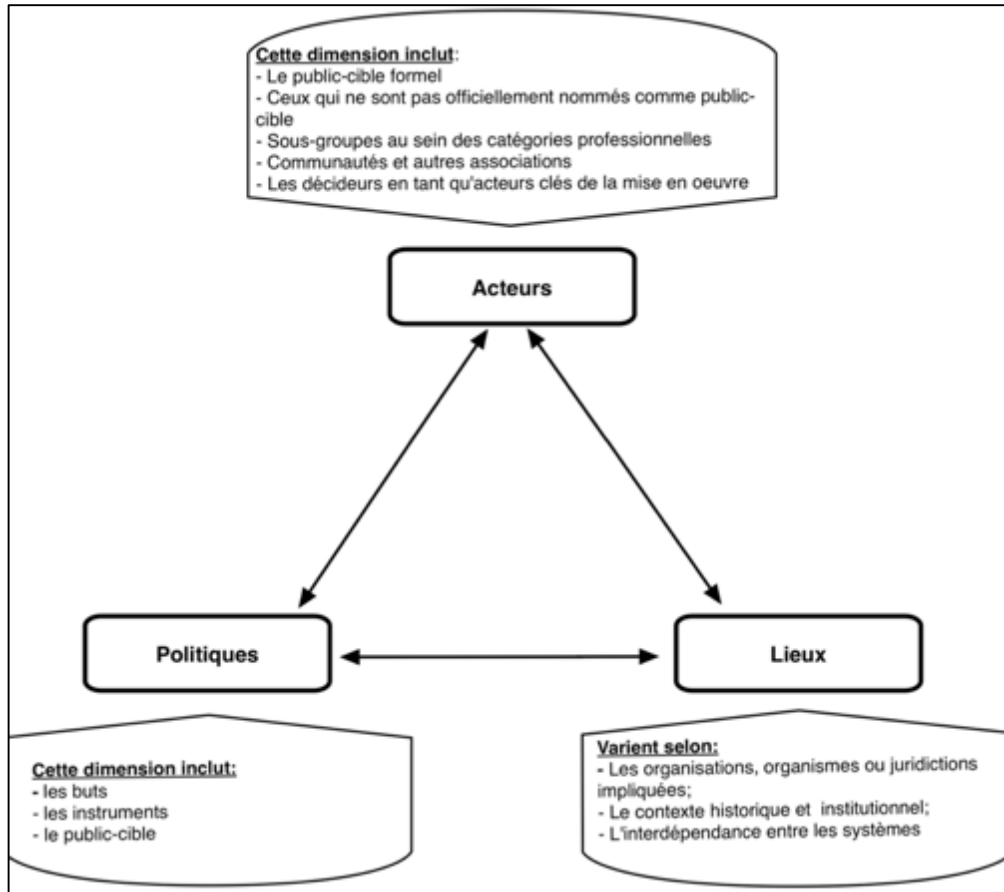 Cette dimension inclut:
- Le public-cible formel
- Ceux qui ne sont pas officiellement nommés comme public-
cible
- Sous-groupes au sein des catégories professionnelles
- Communautés et autres associations
- Les décideurs en tant qu'acteurs clés de la mise en oeuvre
Acteurs
Politiques
Lieux
Cette dimension inclut:
- les buts
- les instruments
- le public-cible
Varient selon:
- Les organisations, organismes ou juridictions
impliquées;
- Le contexte historique et institutionnel;
- L'interdépendance entre les systèmes